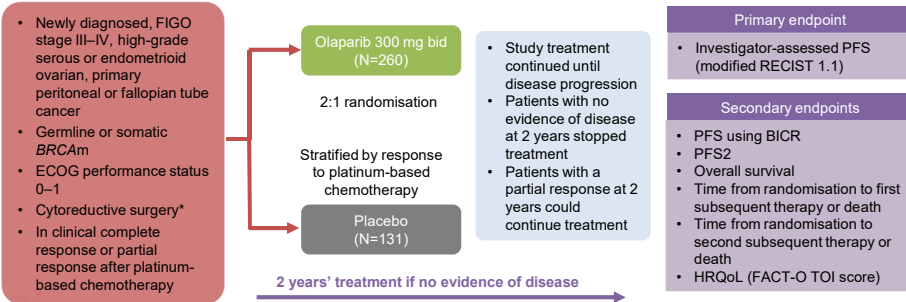 • Newly diagnosed, FIGO
stage III–IV, high-grade
serous or endometrioid
ovarian, primary
peritoneal or fallopian tube
cancer
• Germline or somatic
BRCAm
• ECOG performance status
0–1
• Cytoreductive surgery*
• In clinical complete
response or partial
response after platinum-
based chemotherapy
Olaparib 300 mg bid
(N=260)
2:1 randomisation
Stratified by response
to platinum-based
chemotherapy
Placebo
(N=131)
• Study treatment
continued until
disease progression
• Patients with no
evidence of disease
at 2 years stopped
treatment
• Patients with a
partial response at 2
years could
continue treatment
2 years’ treatment if no evidence of disease
Primary endpoint
• Investigator-assessed PFS
(modified RECIST 1.1)
Secondary endpoints
• PFS using BICR
• PFS2
• Overall survival
• Time from randomisation to first
subsequent therapy or death
• Time from randomisation to
second subsequent therapy or
death
• HRQoL (FACT-O TOI score)